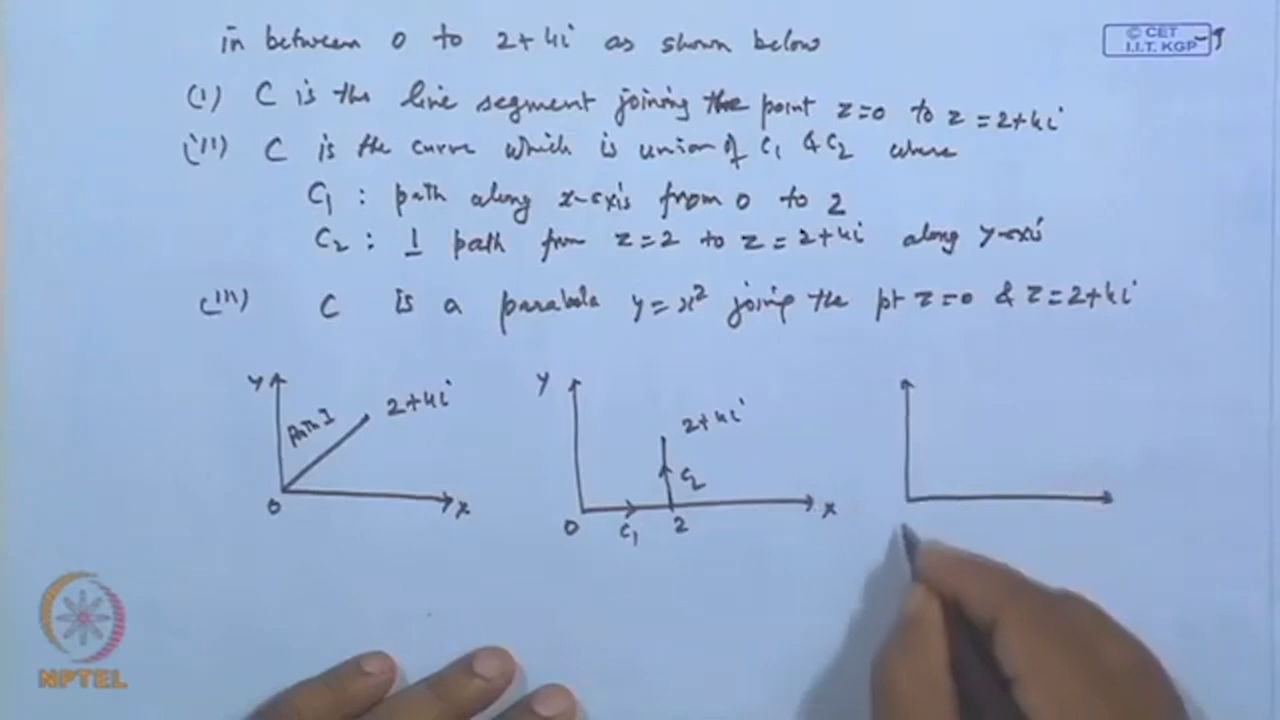 in between 0 to 2+4i as shown below
© CET
I.I.T. KGP
(I) C is the line segment joining the point z=0 to z=2+4i
(II) C is the curve which is union of C₁ & C₂ where
C₁ : path along x-axis from 0 to 2
C₂ : 1 path from z=2 to z=2+4i along y-axis
(III) C is a parabola y=x² joing the pt z=0 & z=2+4i
y
Path I
2+4i
0
x
y
2+4i
C₂
0
C₁
2
x
NPTEL